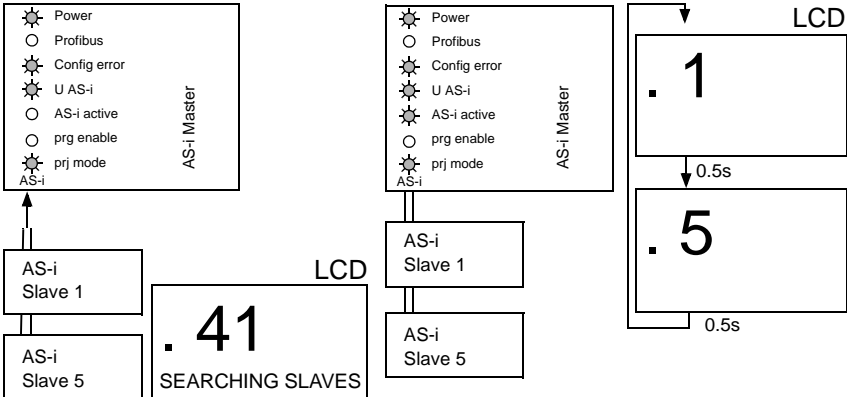 Power
Profibus
Config error
U AS-i
AS-i active
prg enable
prj mode
AS-i
AS-i Master
AS-i
Slave 1
AS-i
Slave 5
LCD
. 41
SEARCHING SLAVES
Power
Profibus
Config error
U AS-i
AS-i active
prg enable
prj mode
AS-i
AS-i Master
AS-i
Slave 1
AS-i
Slave 5
LCD
. 1
0.5s
. 5
0.5s